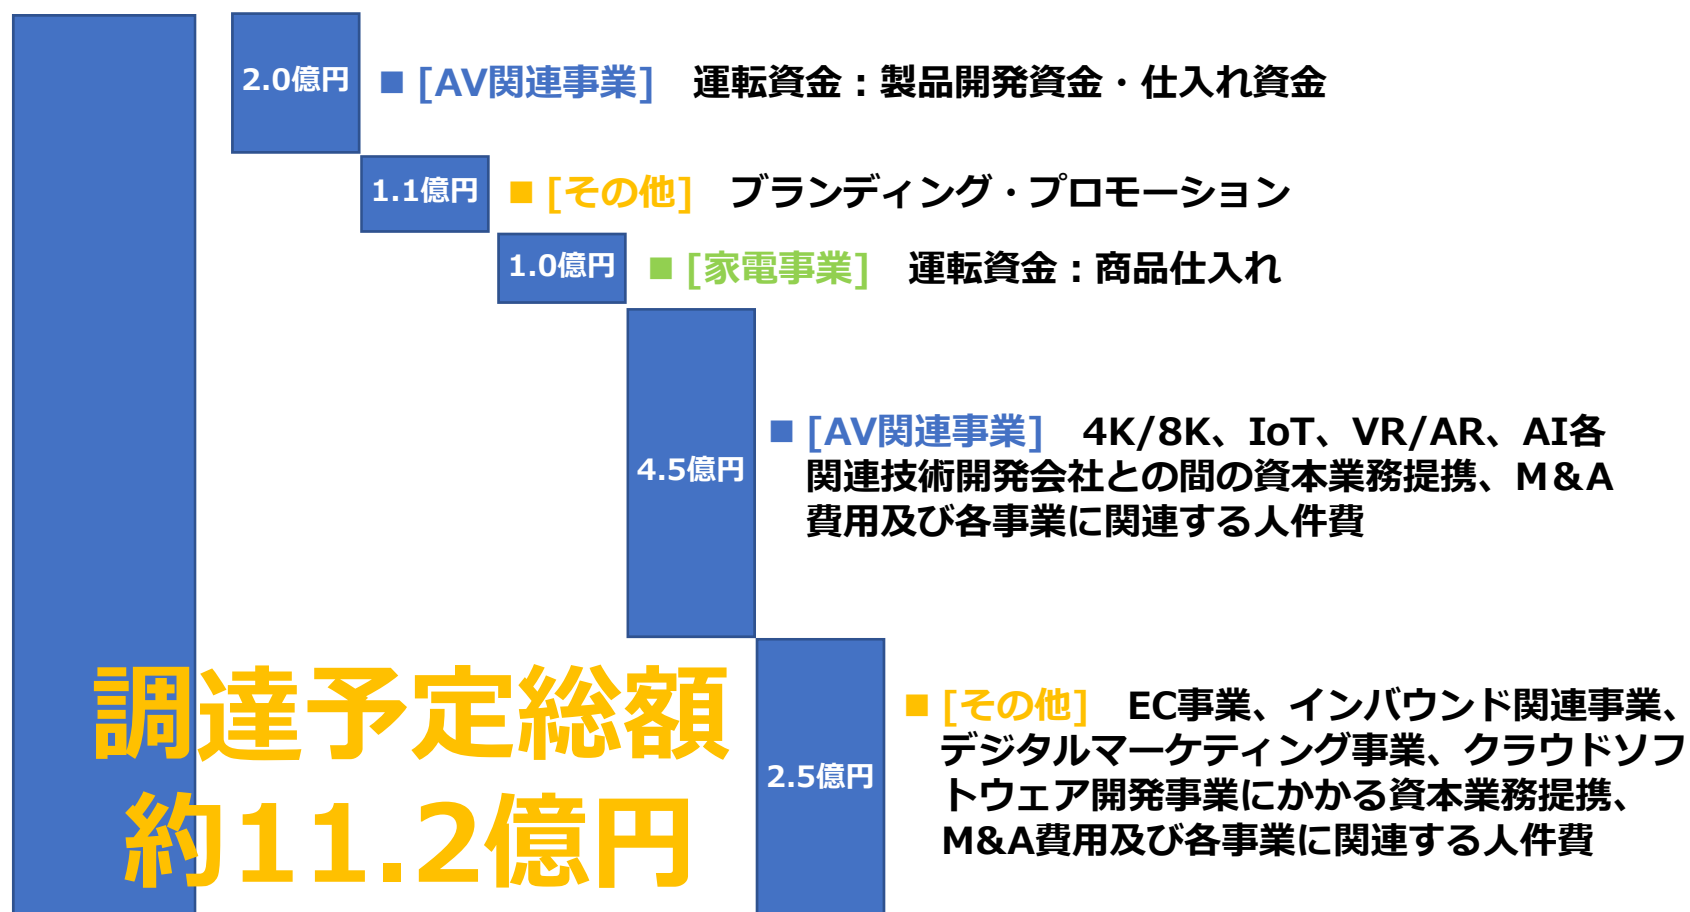 2.0億円 ■ [AV関連事業]　運転資金：製品開発資金・仕入れ資金
1.1億円 ■ [その他]　ブランディング・プロモーション
1.0億円 ■ [家電事業]　運転資金：商品仕入れ
4.5億円
■ [AV関連事業]　4K/8K、IoT、VR/AR、AI各
関連技術開発会社との間の資本業務提携、Ｍ＆Ａ
費用及び各事業に関連する人件費
調達予定総額
約11.2億円
2.5億円
■ [その他]　EC事業、インバウンド関連事業、
デジタルマーケティング事業、クラウドソフ
トウェア開発事業にかかる資本業務提携、
M&A費用及び各事業に関連する人件費